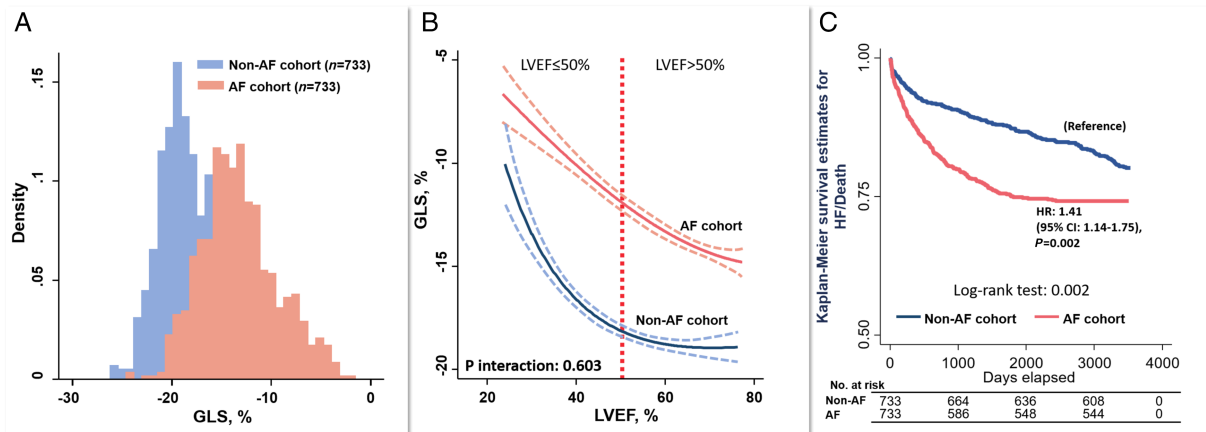 A
Non-AF cohort (n=733)
AF cohort (n=733)
.15
.1
.05
0
Density
-30
-20
-10
0
GLS, %
B
LVEF≤50%
LVEF>50%
-5
-10
-15
-20
GLS, %
AF cohort
Non-AF cohort
P interaction: 0.603
20
40
60
80
LVEF, %
C
Kaplan-Meier survival estimates for
HF/Death
1.00
0.75
0.50
(Reference)
HR: 1.41
(95% CI: 1.14-1.75),
P=0.002
Log-rank test: 0.002
Non-AF cohort
AF cohort
0
1000
2000
3000
4000
Days elapsed
No. at risk
Non-AF 733 664 636 608 0
AF 733 586 548 544 0